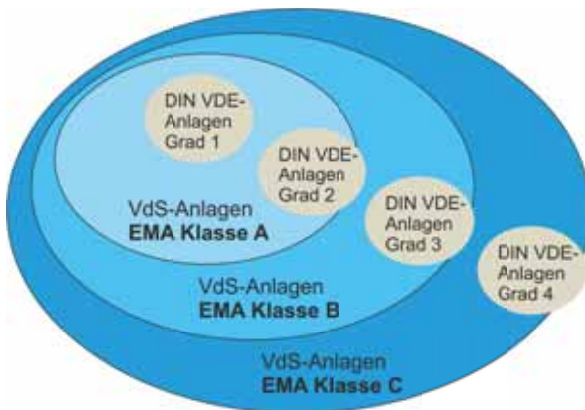 DIN VDE-
Anlagen
Grad 1
DIN VDE-
Anlagen
Grad 2
DIN VDE-
Anlagen
Grad 3
DIN VDE-
Anlagen
Grad 4
VdS-Anlagen
EMA Klasse A
VdS-Anlagen
EMA Klasse B
VdS-Anlagen
EMA Klasse C